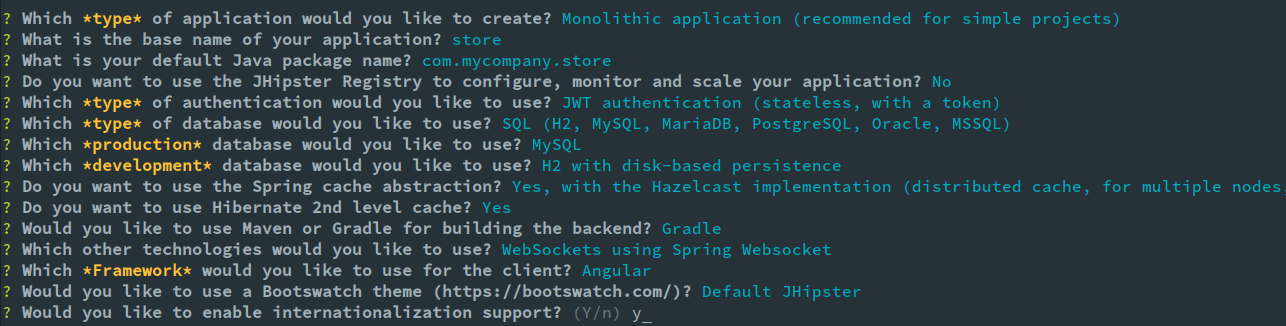 ? Which *type* of application would you like to create? Monolithic application (recommended for simple projects)
? What is the base name of your application? store
? What is your default Java package name? com.mycompany.store
? Do you want to use the JHipster Registry to configure, monitor and scale your application? No
? Which *type* of authentication would you like to use? JWT authentication (stateless, with a token)
? Which *type* of database would you like to use? SQL (H2, MySQL, MariaDB, PostgreSQL, Oracle, MSSQL)
? Which *production* database would you like to use? MySQL
? Which *development* database would you like to use? H2 with disk-based persistence
? Do you want to use the Spring cache abstraction? Yes, with the Hazelcast implementation (distributed cache, for multiple nodes,
? Do you want to use Hibernate 2nd level cache? Yes
? Would you like to use Maven or Gradle for building the backend? Gradle
? Which other technologies would you like to use? WebSockets using Spring Websocket
? Which *Framework* would you like to use for the client? Angular
? Would you like to use a Bootswatch theme (https://bootswatch.com/)? Default JHipster
? Would you like to enable internationalization support? (Y/n) y_